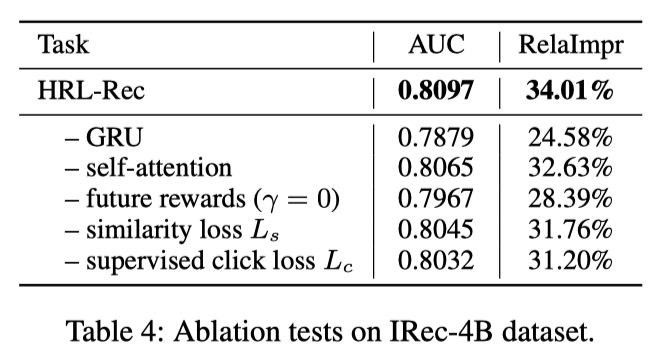 Task AUC RelaImpr
HRL-Rec 0.8097 34.01%
– GRU 0.7879 24.58%
– self-attention 0.8065 32.63%
– future rewards (γ = 0) 0.7967 28.39%
– similarity loss Lₛ 0.8045 31.76%
– supervised click loss L_c 0.8032 31.20%
Table 4: Ablation tests on IRec-4B dataset.